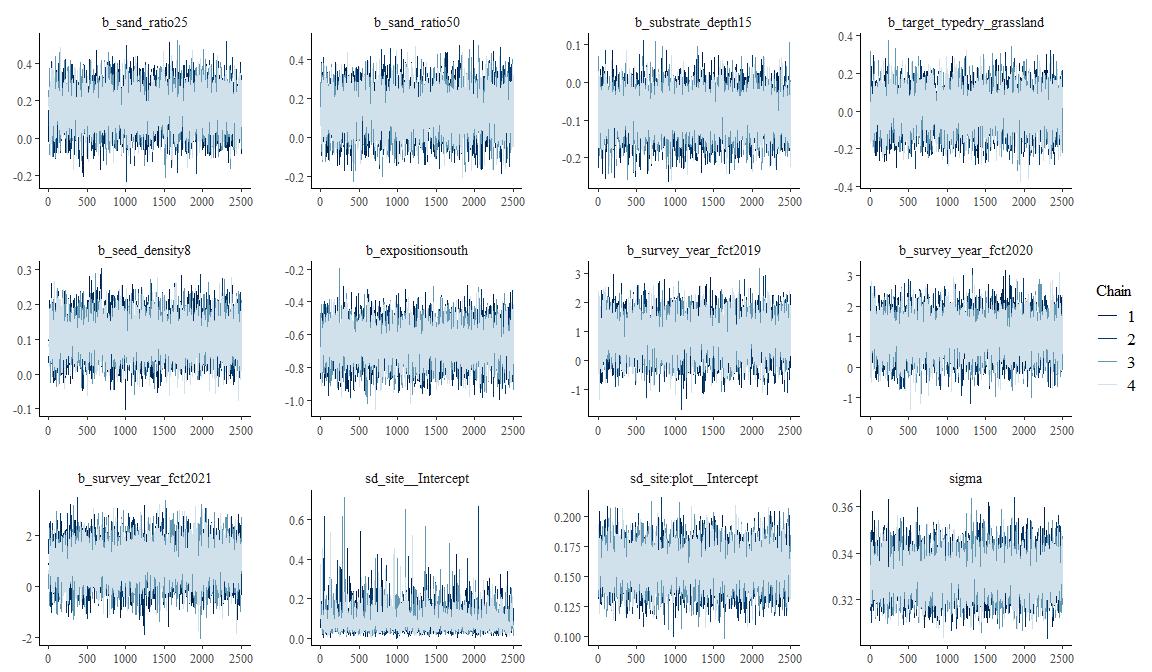 b_sand_ratio25
0.4
0.2
0.0
-0.2
0 500 1000 1500 2000 2500
b_sand_ratio50
0.4
0.2
0.0
-0.2
0 500 1000 1500 2000 2500
b_substrate_depth15
0.1
0.0
-0.1
-0.2
0 500 1000 1500 2000 2500
b_target_typedry_grassland
0.4
0.2
0.0
-0.2
-0.4
0 500 1000 1500 2000 2500
b_seed_density8
0.3
0.2
0.1
0.0
-0.1
0 500 1000 1500 2000 2500
b_expositionsouth
-0.2
-0.4
-0.6
-0.8
-1.0
0 500 1000 1500 2000 2500
b_survey_year_fct2019
3
2
1
0
-1
0 500 1000 1500 2000 2500
b_survey_year_fct2020
3
2
1
0
-1
0 500 1000 1500 2000 2500
Chain
1
2
3
4
b_survey_year_fct2021
2
0
-2
0 500 1000 1500 2000 2500
sd_site__Intercept
0.6
0.4
0.2
0.0
0 500 1000 1500 2000 2500
sd_site:plot__Intercept
0.200
0.175
0.150
0.125
0.100
0 500 1000 1500 2000 2500
sigma
0.36
0.34
0.32
0 500 1000 1500 2000 2500